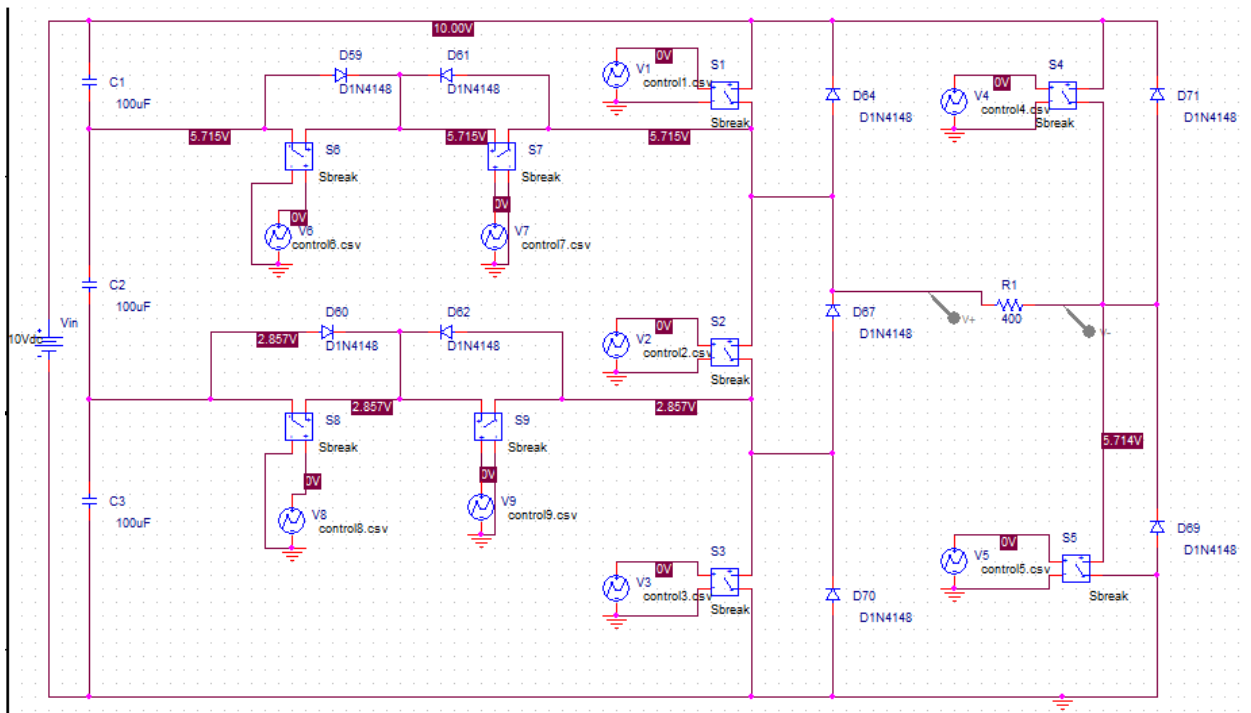 10.00V
D59
D61
D1N4148
D1N4148
C1
100uF
5.715V
5.715V
5.715V
S6
Sbreak
S7
Sbreak
0V
V6
control6.csv
0V
V7
control7.csv
0V
V1
control1.csv
S1
Sbreak
D64
D1N4148
0V
V4
control4.csv
S4
Sbreak
D71
D1N4148
C2
100uF
Vin
10Vdc
+
-
D60
D62
2.857V
D1N4148
D1N4148
2.857V
2.857V
S8
Sbreak
S9
Sbreak
0V
V8
control8.csv
0V
V9
control9.csv
0V
V2
control2.csv
S2
Sbreak
D67
D1N4148
R1
400
V+
V-
5.714V
C3
100uF
0V
V3
control3.csv
S3
Sbreak
D70
D1N4148
0V
V5
control5.csv
S5
Sbreak
D69
D1N4148